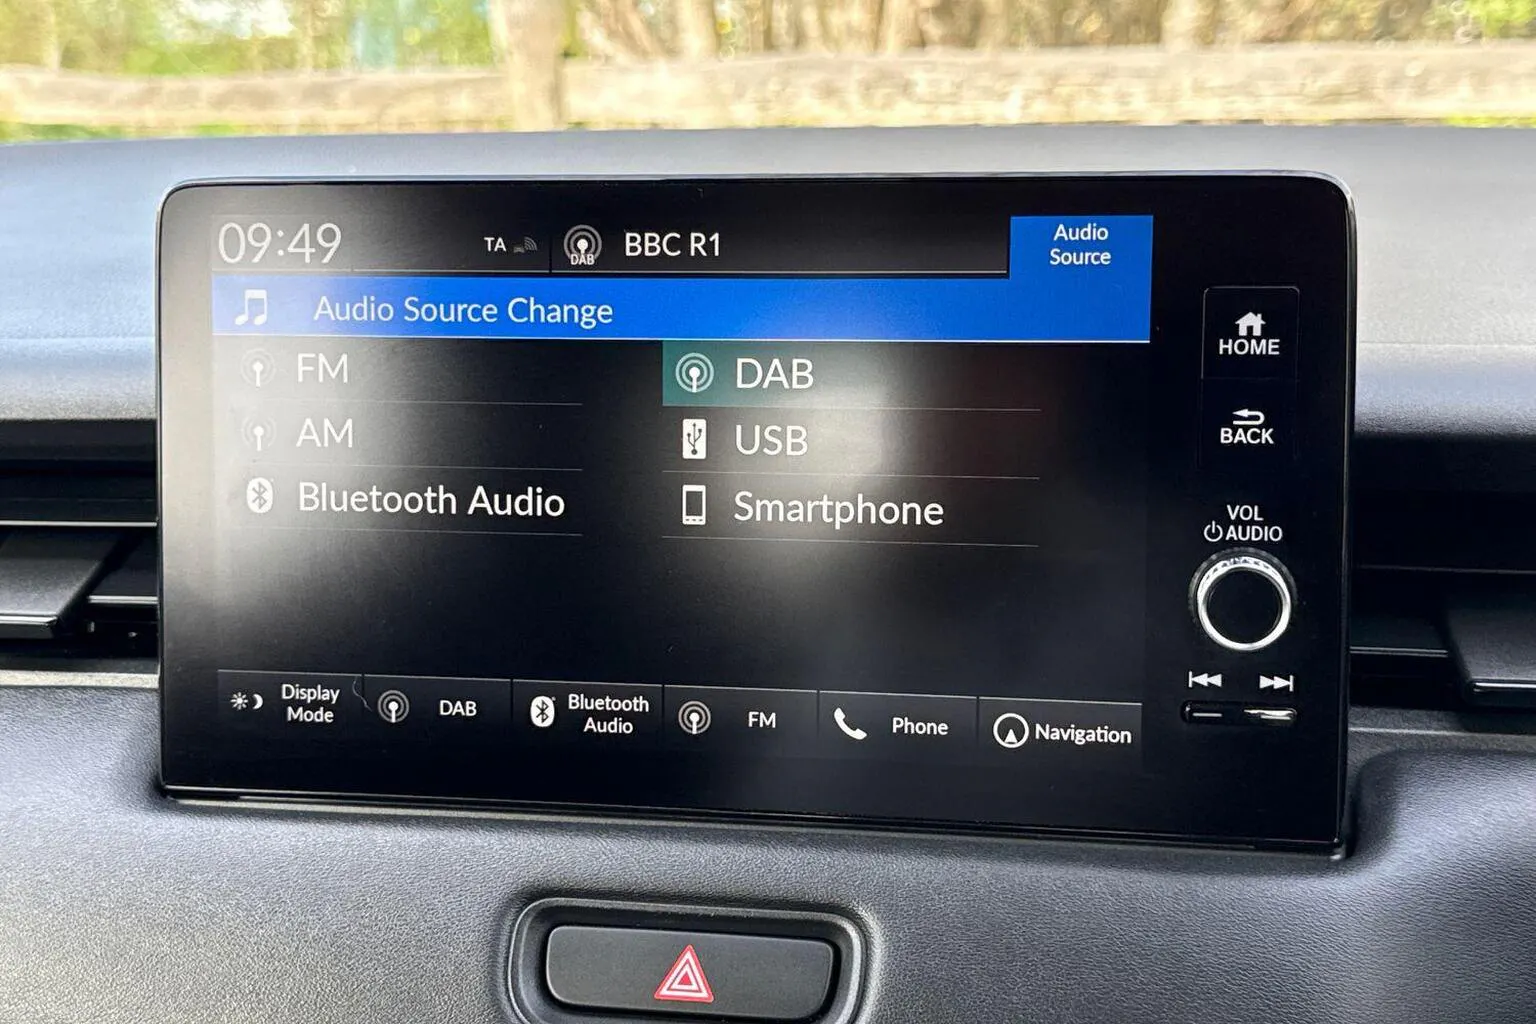 09:49
TA
DAB
BBC R1
Audio
Source
Audio Source Change
FM
DAB
AM
USB
Bluetooth Audio
Smartphone
Display
Mode
DAB
Bluetooth
Audio
FM
Phone
Navigation
HOME
BACK
VOL
AUDIO